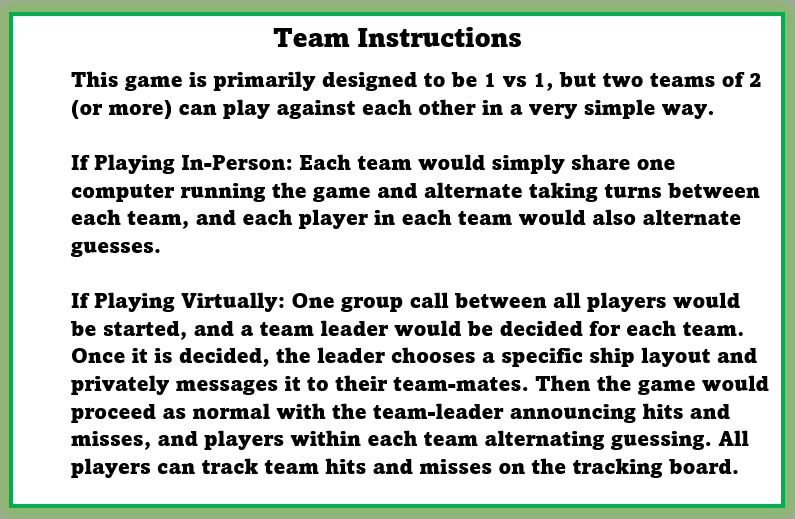 Team Instructions
This game is primarily designed to be 1 vs 1, but two teams of 2
(or more) can play against each other in a very simple way.
If Playing In-Person: Each team would simply share one
computer running the game and alternate taking turns between
each team, and each player in each team would also alternate
guesses.
If Playing Virtually: One group call between all players would
be started, and a team leader would be decided for each team.
Once it is decided, the leader chooses a specific ship layout and
privately messages it to their team-mates. Then the game would
proceed as normal with the team-leader announcing hits and
misses, and players within each team alternating guessing. All
players can track team hits and misses on the tracking board.